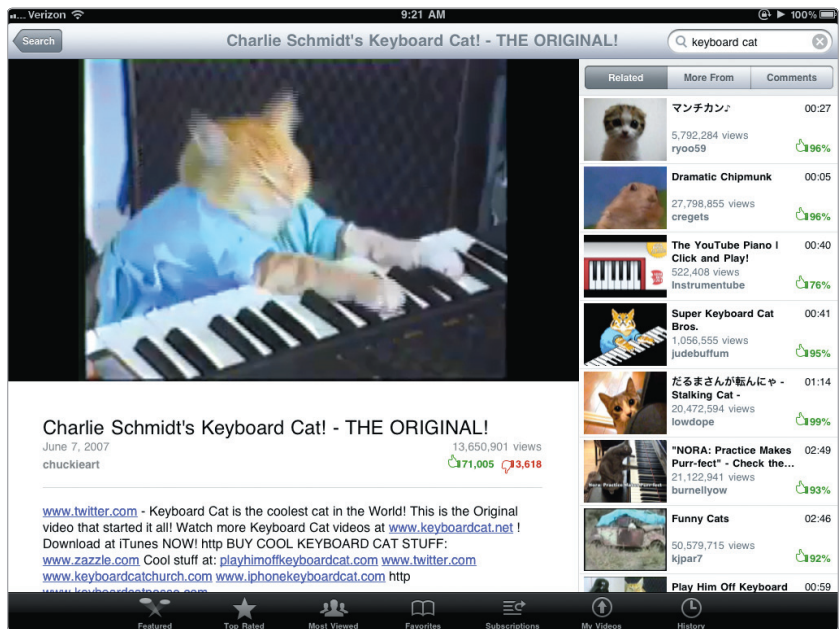 ... Verizon 9:21 AM 100%
Search Charlie Schmidt's Keyboard Cat! - THE ORIGINAL! keyboard cat
Related More From Comments
マンチカン♪ 00:27
5,792,284 views
ryoo59 96%
Dramatic Chipmunk 00:05
27,798,855 views
cregets 96%
The YouTube Piano I 00:40
Click and Play!
522,408 views
Instrumentube 76%
Super Keyboard Cat 00:41
Bros.
1,056,555 views
judebuffum 95%
だるまさんが転んにゃ - 01:14
Stalking Cat -
20,472,594 views
lowdope 99%
"NORA: Practice Makes 02:49
Purr-fect" - Check the...
21,122,941 views
burnellyow 93%
Funny Cats 02:46
50,579,715 views
kjpar7 92%
Play Him Off Keyboard 00:59
Charlie Schmidt's Keyboard Cat! - THE ORIGINAL!
June 7, 2007 13,650,901 views
chuckieart 71,005 3,618
www.twitter.com - Keyboard Cat is the coolest cat in the World! This is the Original
video that started it all! Watch more Keyboard Cat videos at www.keyboardcat.net !
Download at iTunes NOW! http BUY COOL KEYBOARD CAT STUFF:
www.zazzle.com Cool stuff at: playhimoffkeyboardcat.com www.twitter.com
www.keyboardcatchurch.com www.iphonekeyboardcat.com http
Featured Top Rated Most Viewed Favorites Subscriptions My Videos History